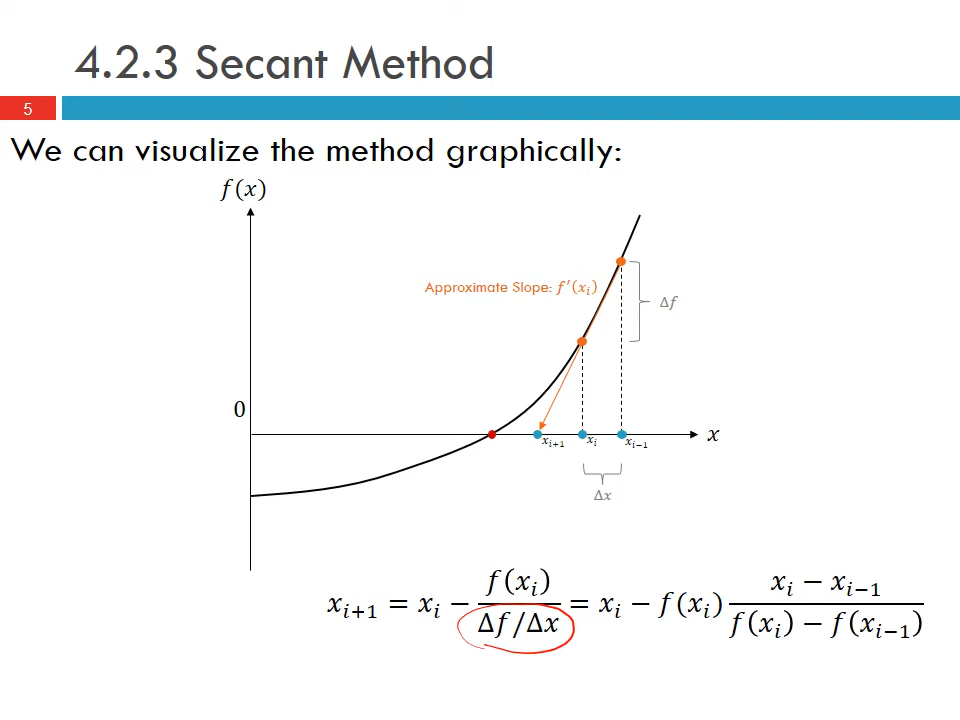 4.2.3 Secant Method
5
We can visualize the method graphically:
f(x)
Approximate Slope: f′(xᵢ)
Δf
0
x
xᵢ₊₁ xᵢ xᵢ₋₁
Δx
xᵢ₊₁ = xᵢ − f(xᵢ) / (Δf/Δx) = xᵢ − f(xᵢ) (xᵢ − xᵢ₋₁) / (f(xᵢ) − f(xᵢ₋₁))